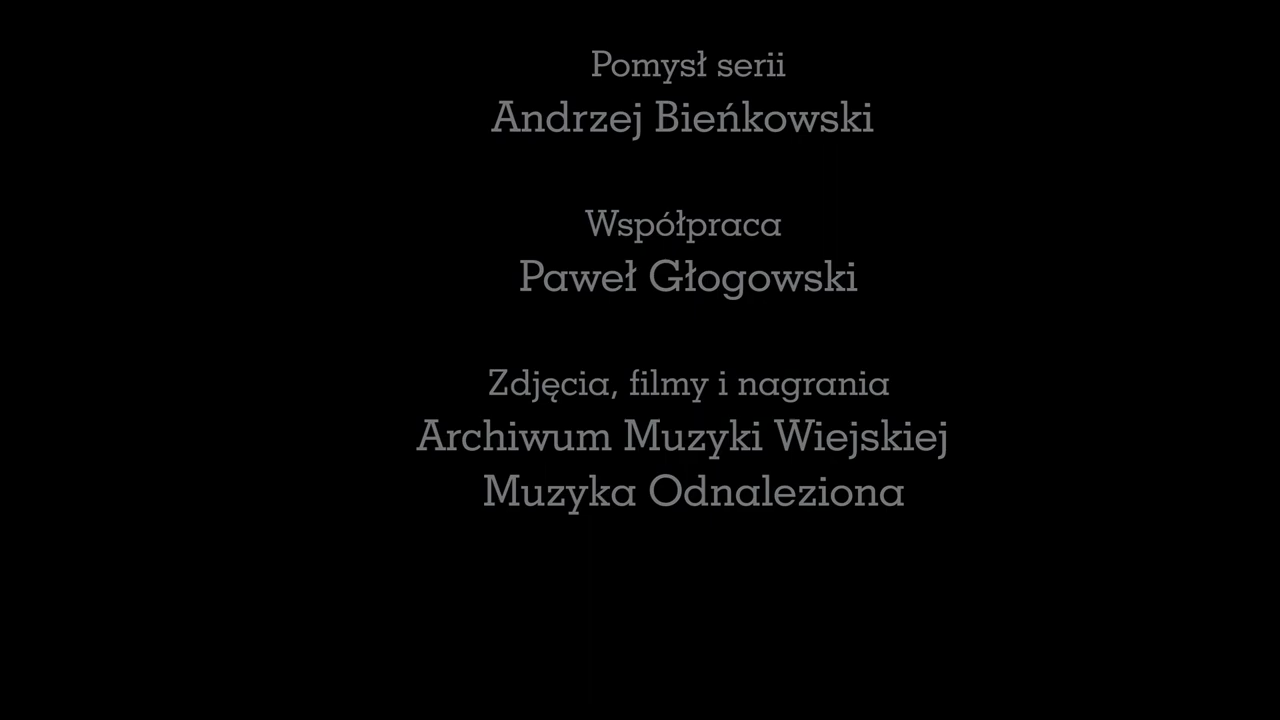 Pomysł serii
Andrzej Bieńkowski
Współpraca
Paweł Głogowski
Zdjęcia, filmy i nagrania
Archiwum Muzyki Wiejskiej
Muzyka Odnaleziona